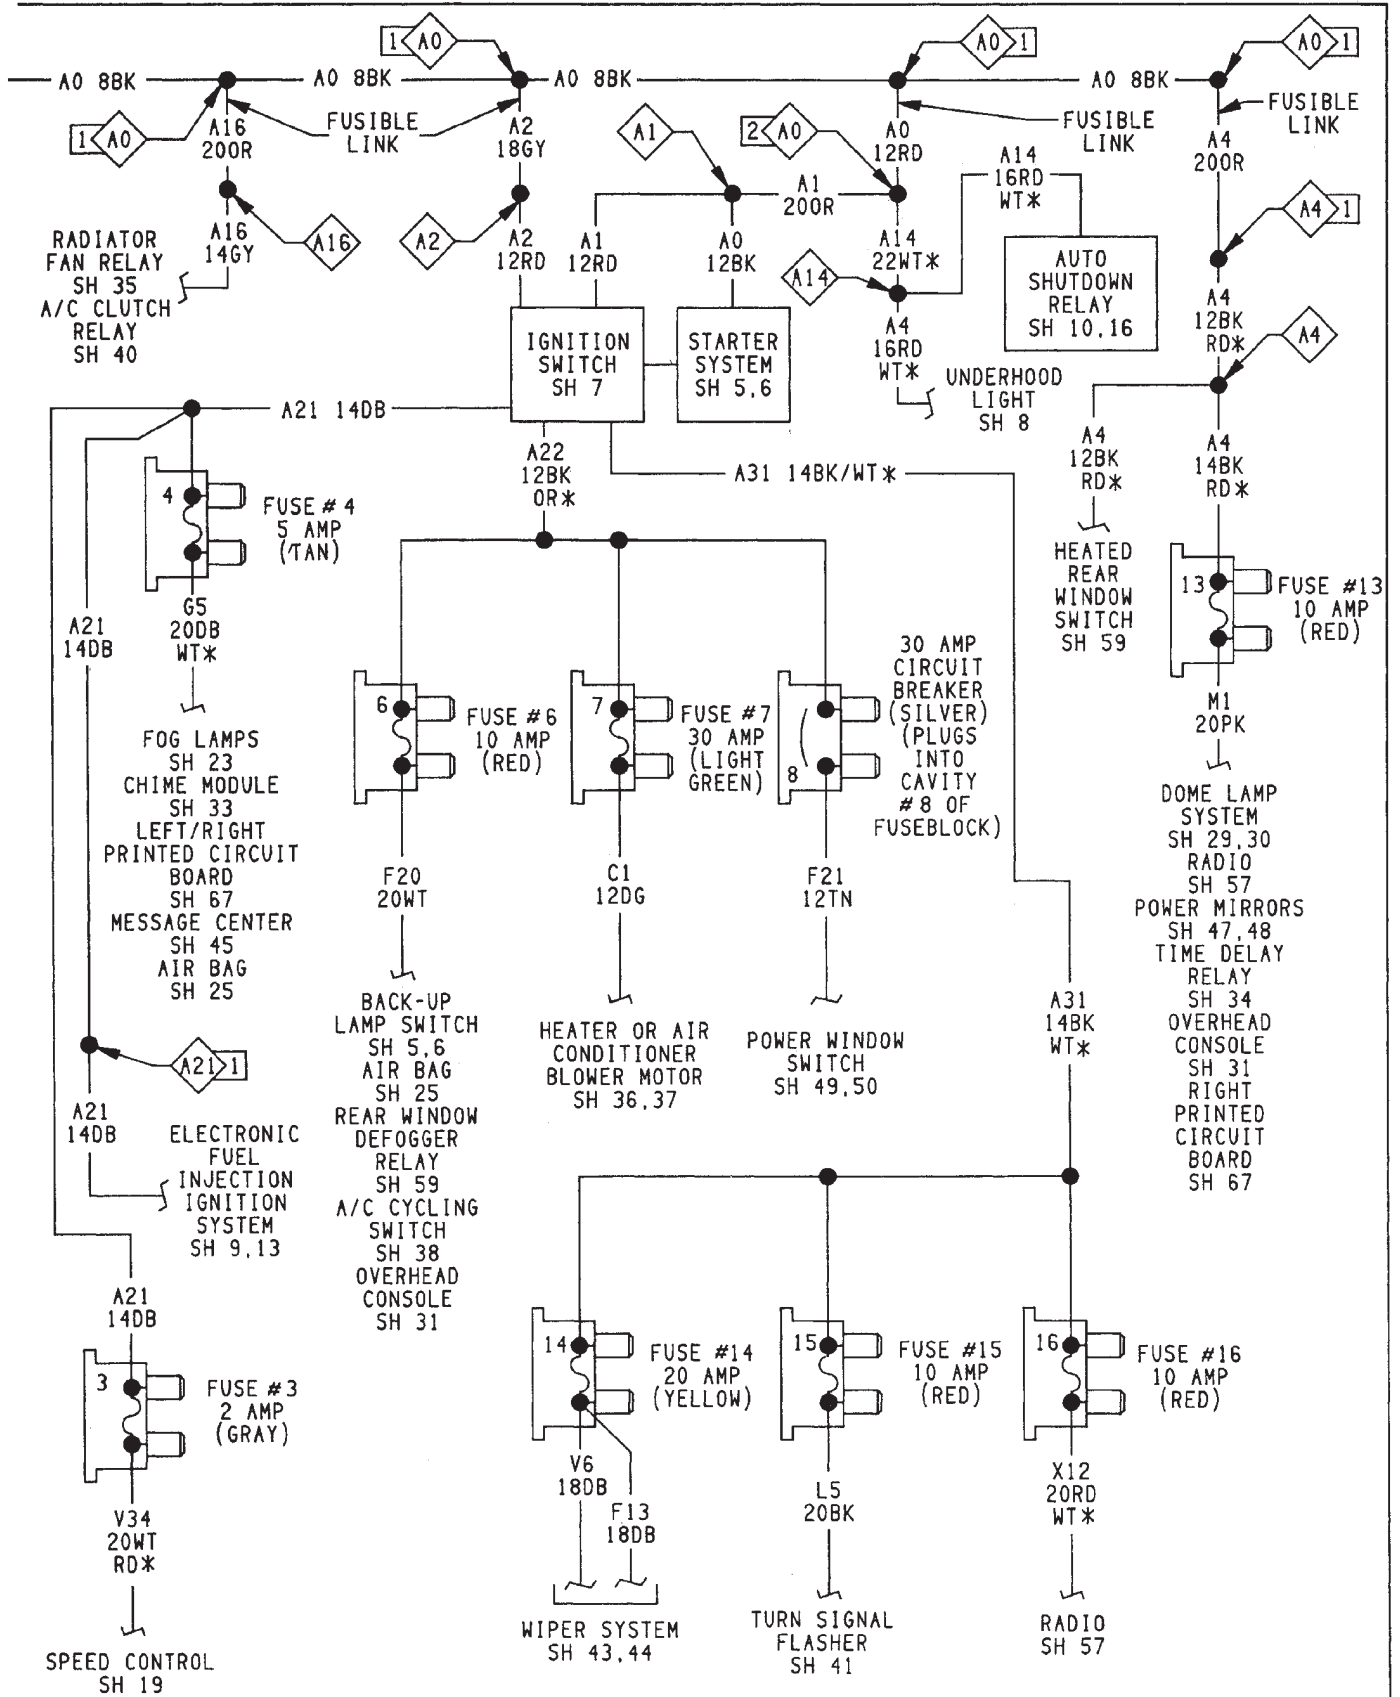 1 A0
A0 1
A0 1
A0 8BK
A0 8BK
A0 8BK
A0 8BK
1 A0
A16
20OR
FUSIBLE
LINK
A2
18GY
A1
2 A0
A0
12RD
FUSIBLE
LINK
A4
20OR
FUSIBLE
LINK
A14
16RD
WT*
A1
20OR
A4 1
RADIATOR
FAN RELAY
SH 35
A/C CLUTCH
RELAY
SH 40
A16
14GY
A16
A2
A2
12RD
A1
12RD
A0
12BK
A14
A14
22WT*
AUTO
SHUTDOWN
RELAY
SH 10,16
A4
12BK
RD*
A4
IGNITION
SWITCH
SH 7
STARTER
SYSTEM
SH 5,6
A4
16RD
WT*
UNDERHOOD
LIGHT
SH 8
A21 14DB
A22
12BK
OR*
A31 14BK/WT*
A4
12BK
RD*
A4
14BK
RD*
4
FUSE #4
5 AMP
(TAN)
HEATED
REAR
WINDOW
SWITCH
SH 59
13
FUSE #13
10 AMP
(RED)
A21
14DB
G5
20DB
WT*
6
FUSE #6
10 AMP
(RED)
7
FUSE #7
30 AMP
(LIGHT
GREEN)
8
30 AMP
CIRCUIT
BREAKER
(SILVER)
(PLUGS
INTO
CAVITY
#8 OF
FUSEBLOCK)
M1
20PK
FOG LAMPS
SH 23
CHIME MODULE
SH 33
LEFT/RIGHT
PRINTED CIRCUIT
BOARD
SH 67
MESSAGE CENTER
SH 45
AIR BAG
SH 25
F20
20WT
C1
12DG
F21
12TN
DOME LAMP
SYSTEM
SH 29,30
RADIO
SH 57
POWER MIRRORS
SH 47,48
TIME DELAY
RELAY
SH 34
OVERHEAD
CONSOLE
SH 31
RIGHT
PRINTED
CIRCUIT
BOARD
SH 67
BACK-UP
LAMP SWITCH
SH 5,6
AIR BAG
SH 25
REAR WINDOW
DEFOGGER
RELAY
SH 59
A/C CYCLING
SWITCH
SH 38
OVERHEAD
CONSOLE
SH 31
HEATER OR AIR
CONDITIONER
BLOWER MOTOR
SH 36,37
POWER WINDOW
SWITCH
SH 49,50
A31
14BK
WT*
A21 1
A21
14DB
ELECTRONIC
FUEL
INJECTION
IGNITION
SYSTEM
SH 9,13
A21
14DB
3
FUSE #3
2 AMP
(GRAY)
14
FUSE #14
20 AMP
(YELLOW)
15
FUSE #15
10 AMP
(RED)
16
FUSE #16
10 AMP
(RED)
V34
20WT
RD*
V6
18DB
F13
18DB
L5
20BK
X12
20RD
WT*
SPEED CONTROL
SH 19
WIPER SYSTEM
SH 43,44
TURN SIGNAL
FLASHER
SH 41
RADIO
SH 57